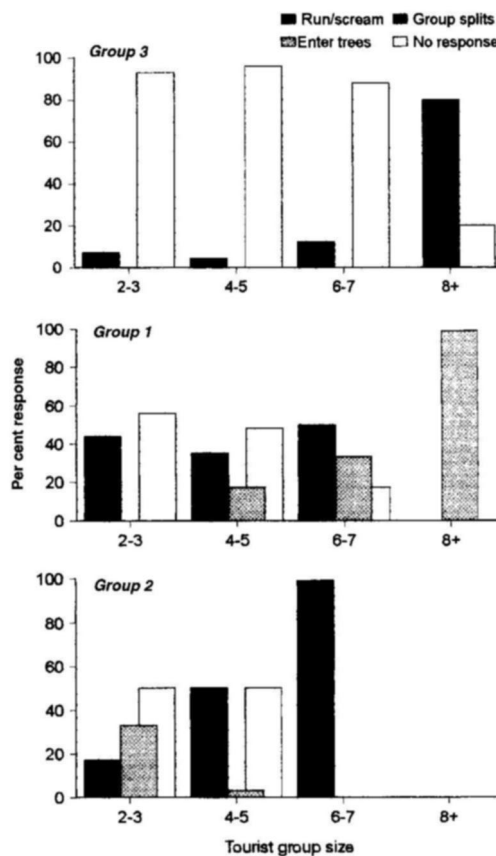 Run/scream Group splits
Enter trees No response
Group 3
100
80
60
40
20
0
2-3 4-5 6-7 8+
Group 1
Per cent response
100
80
60
40
20
0
2-3 4-5 6-7 8+
Group 2
100
80
60
40
20
0
2-3 4-5 6-7 8+
Tourist group size